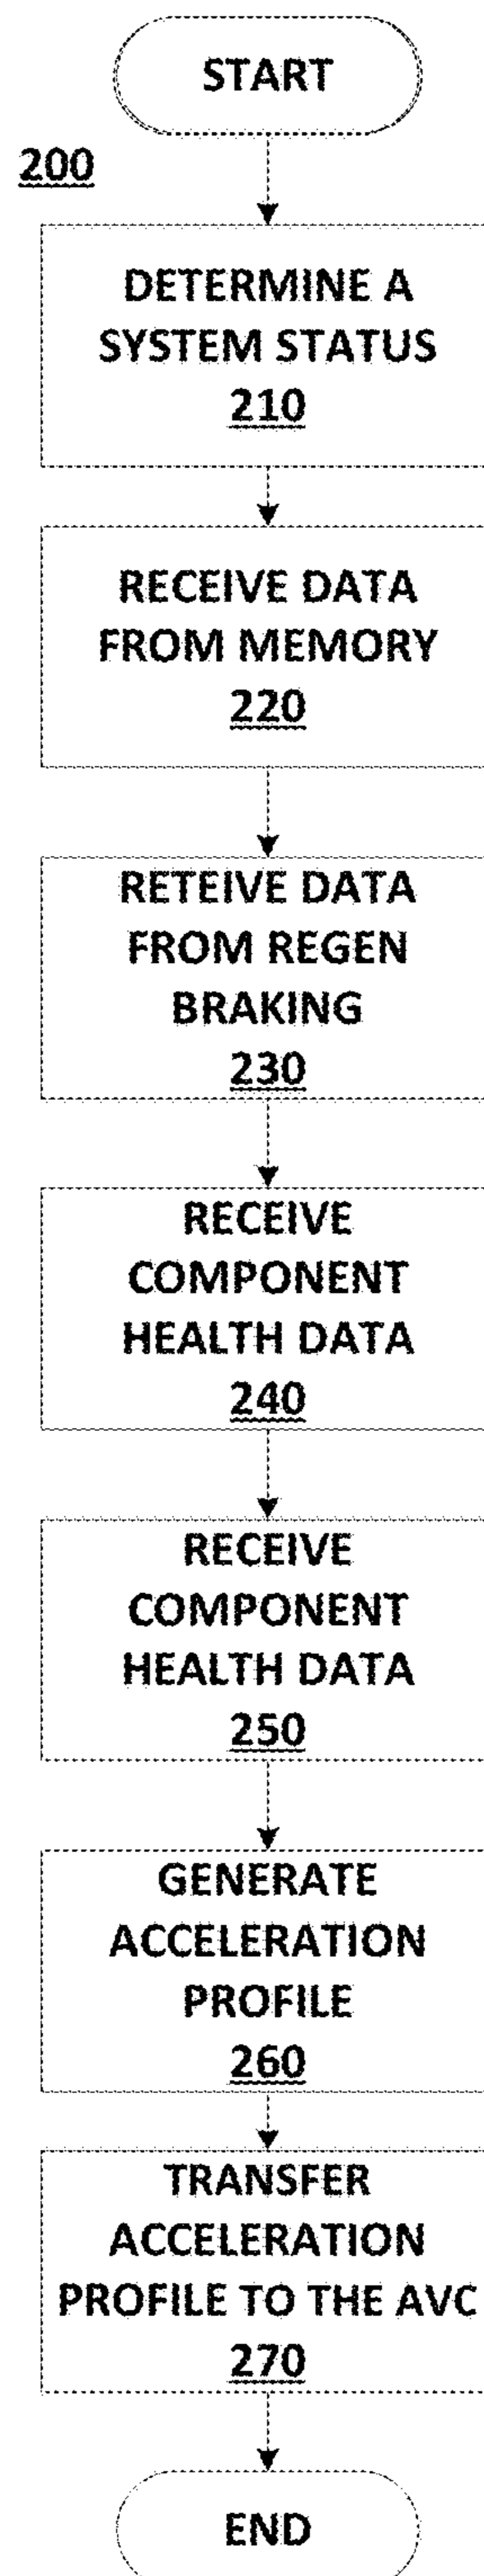 START
200
DETERMINE A
SYSTEM STATUS
210
RECEIVE DATA
FROM MEMORY
220
RETEIVE DATA
FROM REGEN
BRAKING
230
RECEIVE
COMPONENT
HEALTH DATA
240
RECEIVE
COMPONENT
HEALTH DATA
250
GENERATE
ACCELERATION
PROFILE
260
TRANSFER
ACCELERATION
PROFILE TO THE AVC
270
END